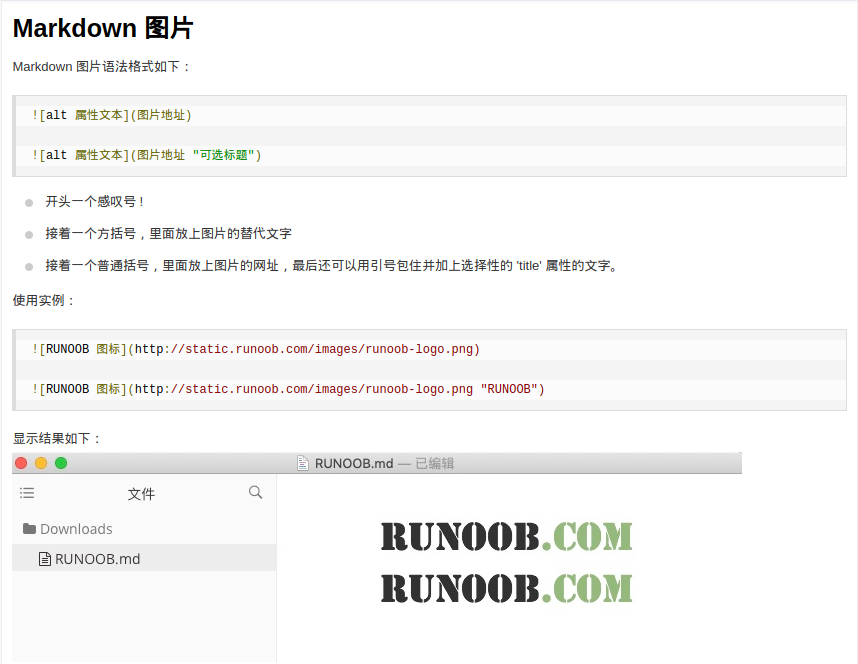 Markdown 图片
Markdown 图片语法格式如下：
![alt 属性文本](图片地址)
![alt 属性文本](图片地址 "可选标题")
开头一个感叹号 !
接着一个方括号，里面放上图片的替代文字
接着一个普通括号，里面放上图片的网址，最后还可以用引号包住并加上选择性的 'title' 属性的文字。
使用实例：
![RUNOOB 图标](http://static.runoob.com/images/runoob-logo.png)
![RUNOOB 图标](http://static.runoob.com/images/runoob-logo.png "RUNOOB")
显示结果如下：
RUNOOB.md — 已编辑
文件
Downloads
RUNOOB.md
RUNOOB.COM
RUNOOB.COM